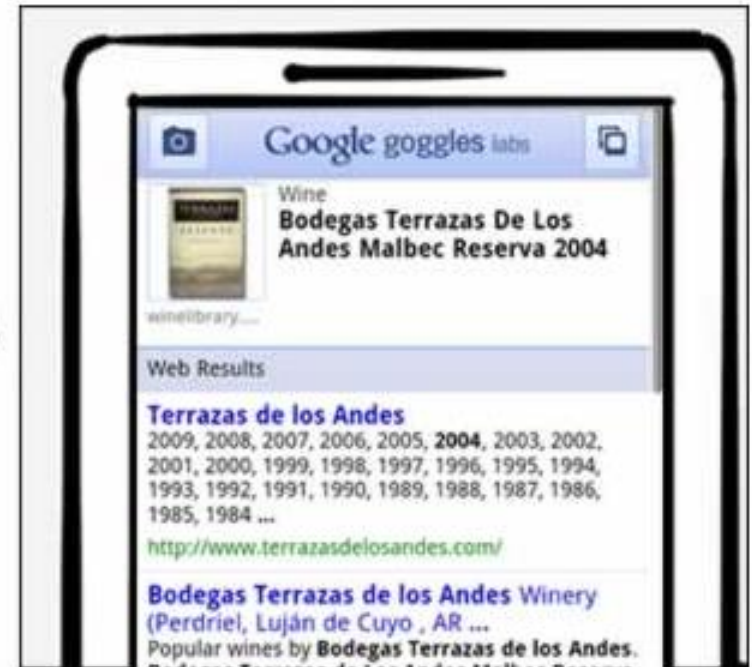 Google goggles labs
Wine
Bodegas Terrazas De Los
Andes Malbec Reserva 2004
winelibrary....
Web Results
Terrazas de los Andes
2009, 2008, 2007, 2006, 2005, 2004, 2003, 2002,
2001, 2000, 1999, 1998, 1997, 1996, 1995, 1994,
1993, 1992, 1991, 1990, 1989, 1988, 1987, 1986,
1985, 1984 ...
http://www.terrazasdelosandes.com/
Bodegas Terrazas de los Andes Winery
(Perdriel, Luján de Cuyo , AR ...
Popular wines by Bodegas Terrazas de los Andes.